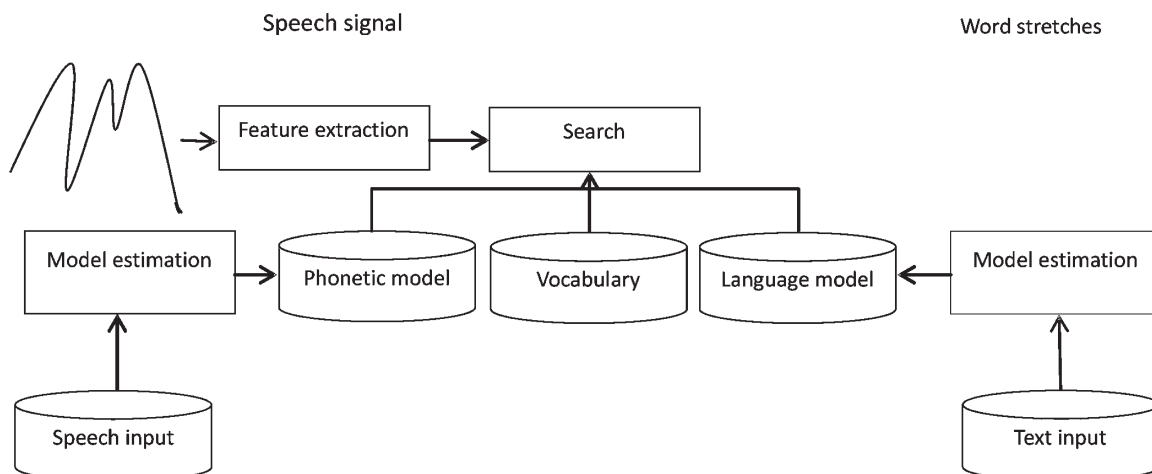 Speech signal
Word stretches
Feature extraction
Search
Model estimation
Phonetic model
Vocabulary
Language model
Model estimation
Speech input
Text input